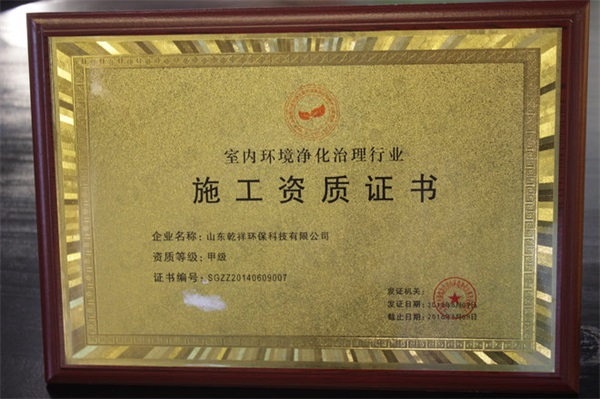 室内环境净化治理行业
施工资质证书
企业名称：山东乾祥环保科技有限公司
资质等级：甲级
证书编号：SGZZ20140609007
发证机关：
发证日期：
截止日期：